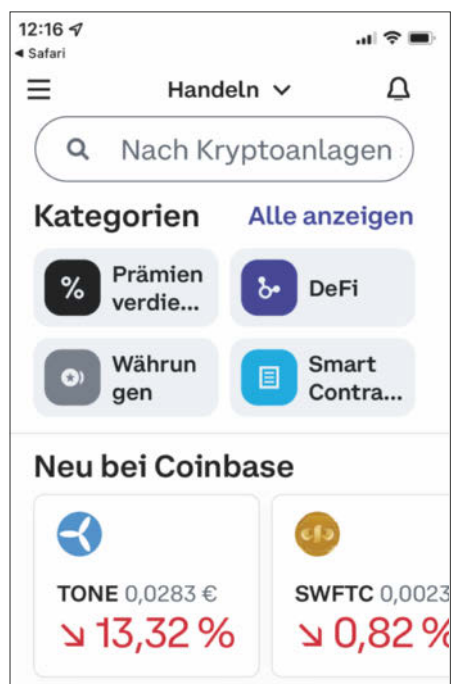 12:16
◀ Safari
Handeln
Nach Kryptoanlagen
Kategorien Alle anzeigen
% Prämien
verdie...
DeFi
Währun
gen
Smart
Contra...
Neu bei Coinbase
TONE 0,0283 €
↘ 13,32 %
SWFTC 0,0023
↘ 0,82 %